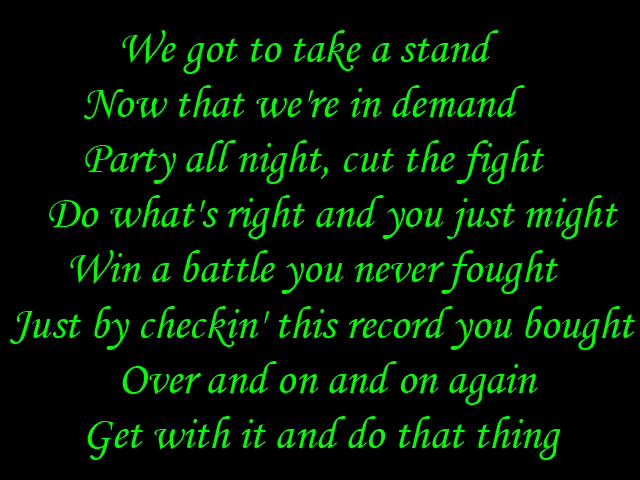 We got to take a stand
Now that we're in demand
Party all night, cut the fight
Do what's right and you just might
Win a battle you never fought
Just by checkin' this record you bought
Over and on and on again
Get with it and do that thing